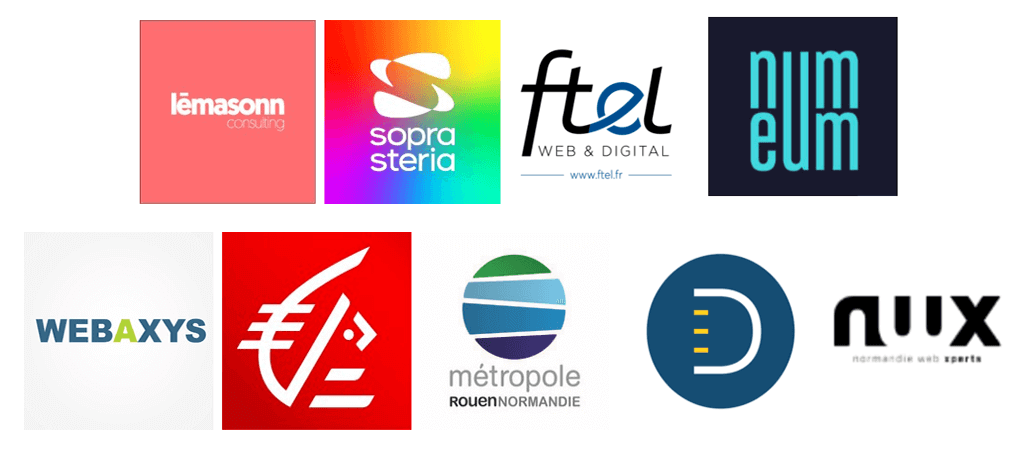 lēmasonn
consulting
sopra
steria
ftel
WEB & DIGITAL
www.ftel.fr
num
eum
WEBAXYS
métropole
ROUENNORMANDIE
D
nwx
normandie web xperts